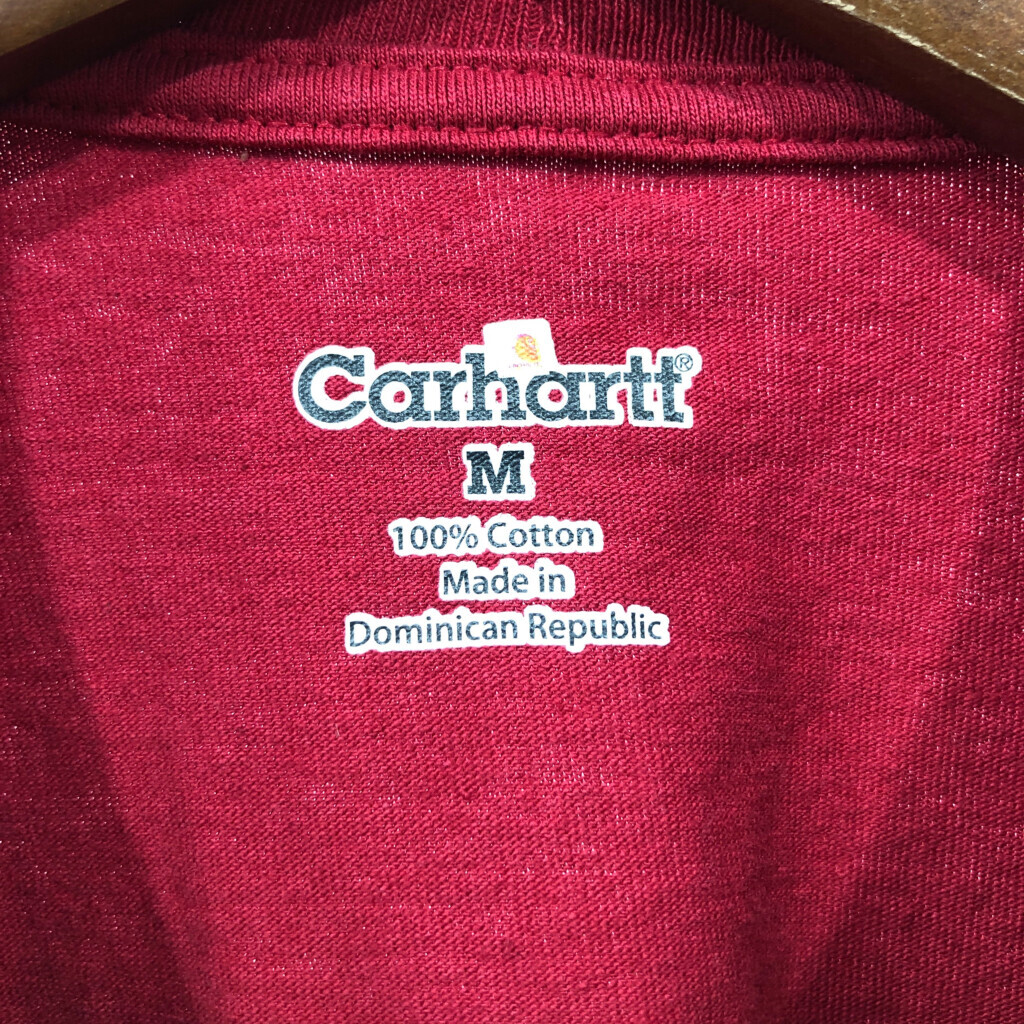 Carhartt®
M
100% Cotton
Made in
Dominican Republic